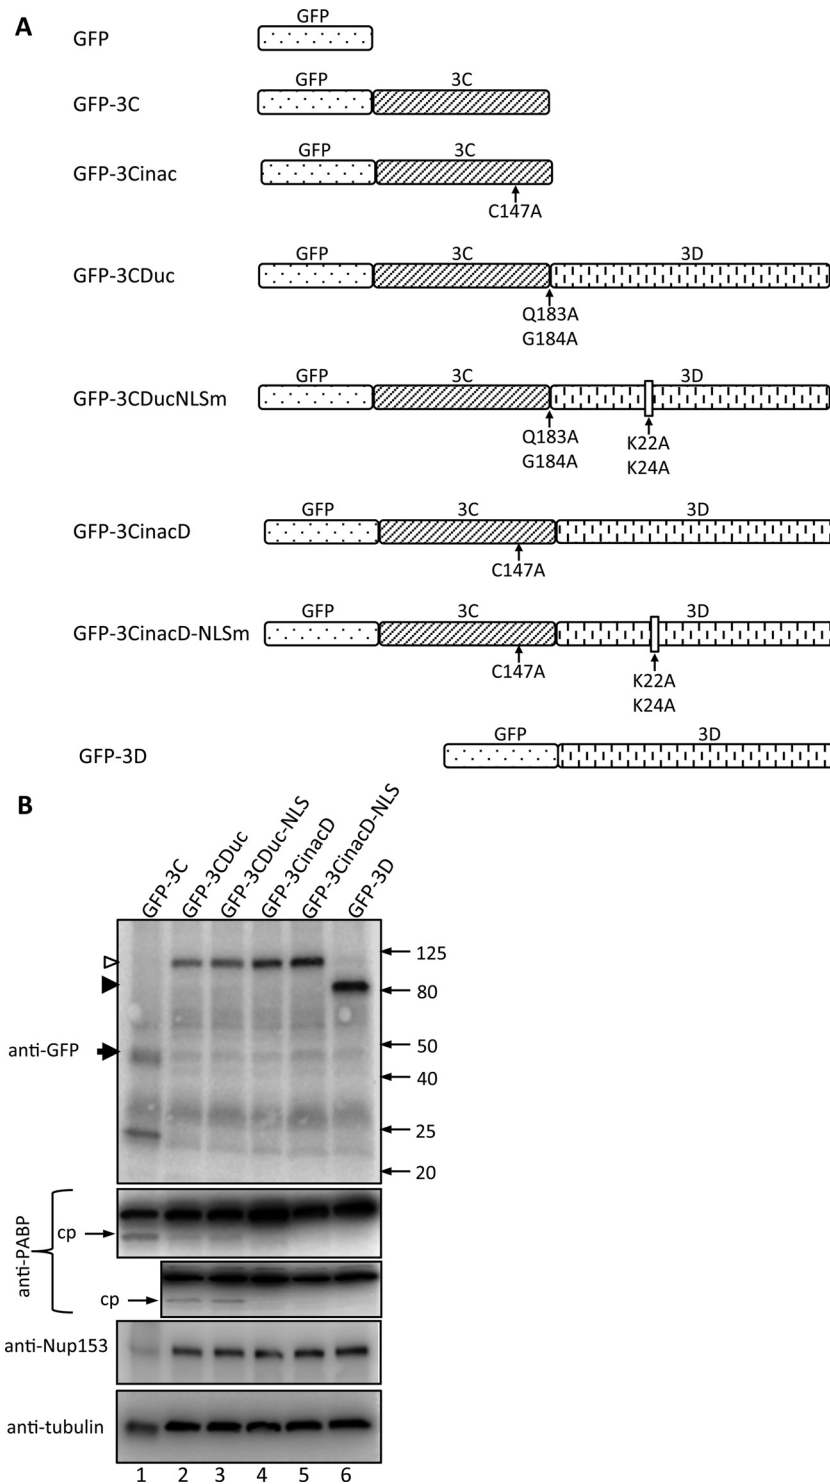 A
GFP
GFP
GFP-3C
GFP 3C
GFP-3Cinac
GFP 3C
C147A
GFP-3CDuc
GFP 3C 3D
Q183A
G184A
GFP-3CDucNLSm
GFP 3C 3D
Q183A K22A
G184A K24A
GFP-3CinacD
GFP 3C 3D
C147A
GFP-3CinacD-NLSm
GFP 3C 3D
C147A K22A
K24A
GFP-3D
GFP 3D
B
GFP-3C
GFP-3CDuc
GFP-3CDuc-NLS
GFP-3CinacD
GFP-3CinacD-NLS
GFP-3D
125
80
anti-GFP
50
40
25
20
anti-PABP
cp
cp
anti-Nup153
anti-tubulin
1 2 3 4 5 6